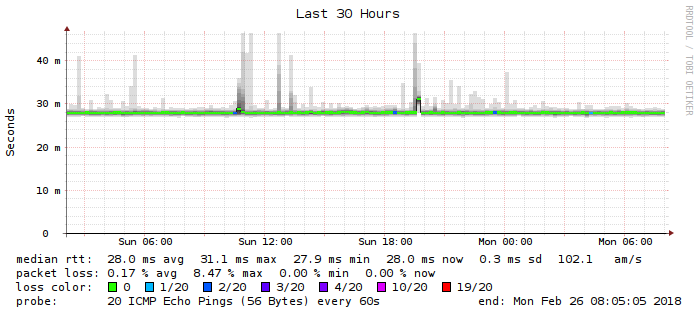 Last 30 Hours
RRDTOOL / TOBI OETIKER
Seconds
40 m
30 m
20 m
10 m
0
Sun 06:00 Sun 12:00 Sun 18:00 Mon 00:00 Mon 06:00
median rtt: 28.0 ms avg 31.1 ms max 27.9 ms min 28.0 ms now 0.3 ms sd 102.1 am/s
packet loss: 0.17 % avg 8.47 % max 0.00 % min 0.00 % now
loss color: 0 1/20 2/20 3/20 4/20 10/20 19/20
probe: 20 ICMP Echo Pings (56 Bytes) every 60s end: Mon Feb 26 08:05:05 2018